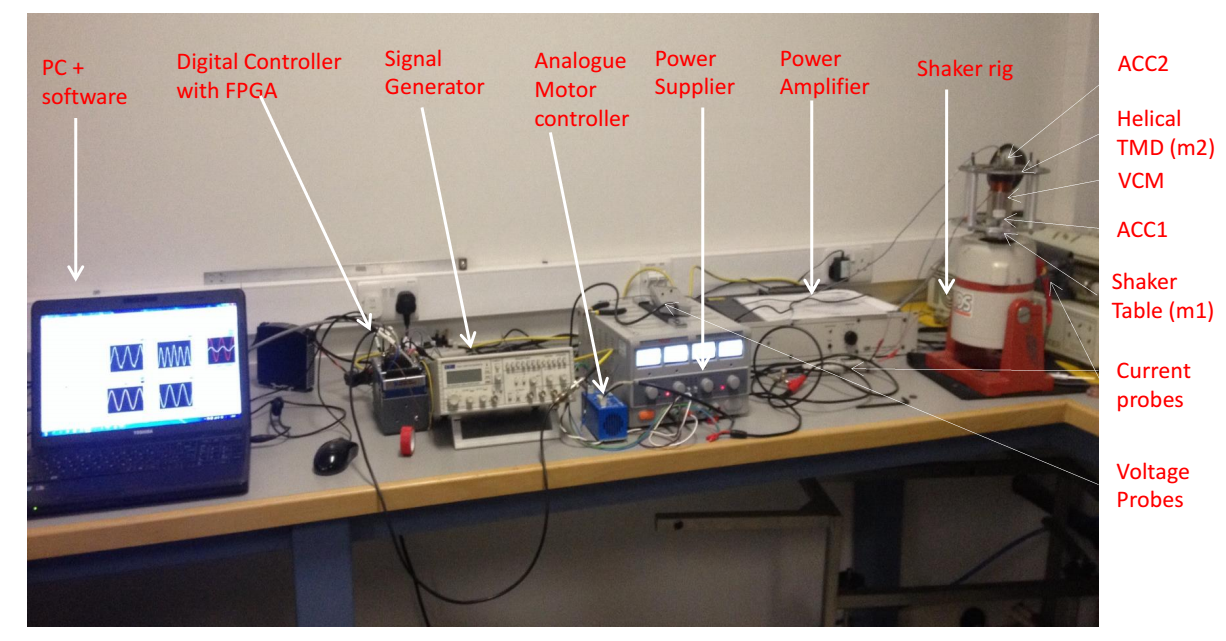 PC +
software
Digital Controller
with FPGA
Signal
Generator
Analogue
Motor
controller
Power
Supplier
Power
Amplifier
Shaker rig
ACC2
Helical
TMD (m2)
VCM
ACC1
Shaker
Table (m1)
Current
probes
Voltage
Probes
TOSHIBA